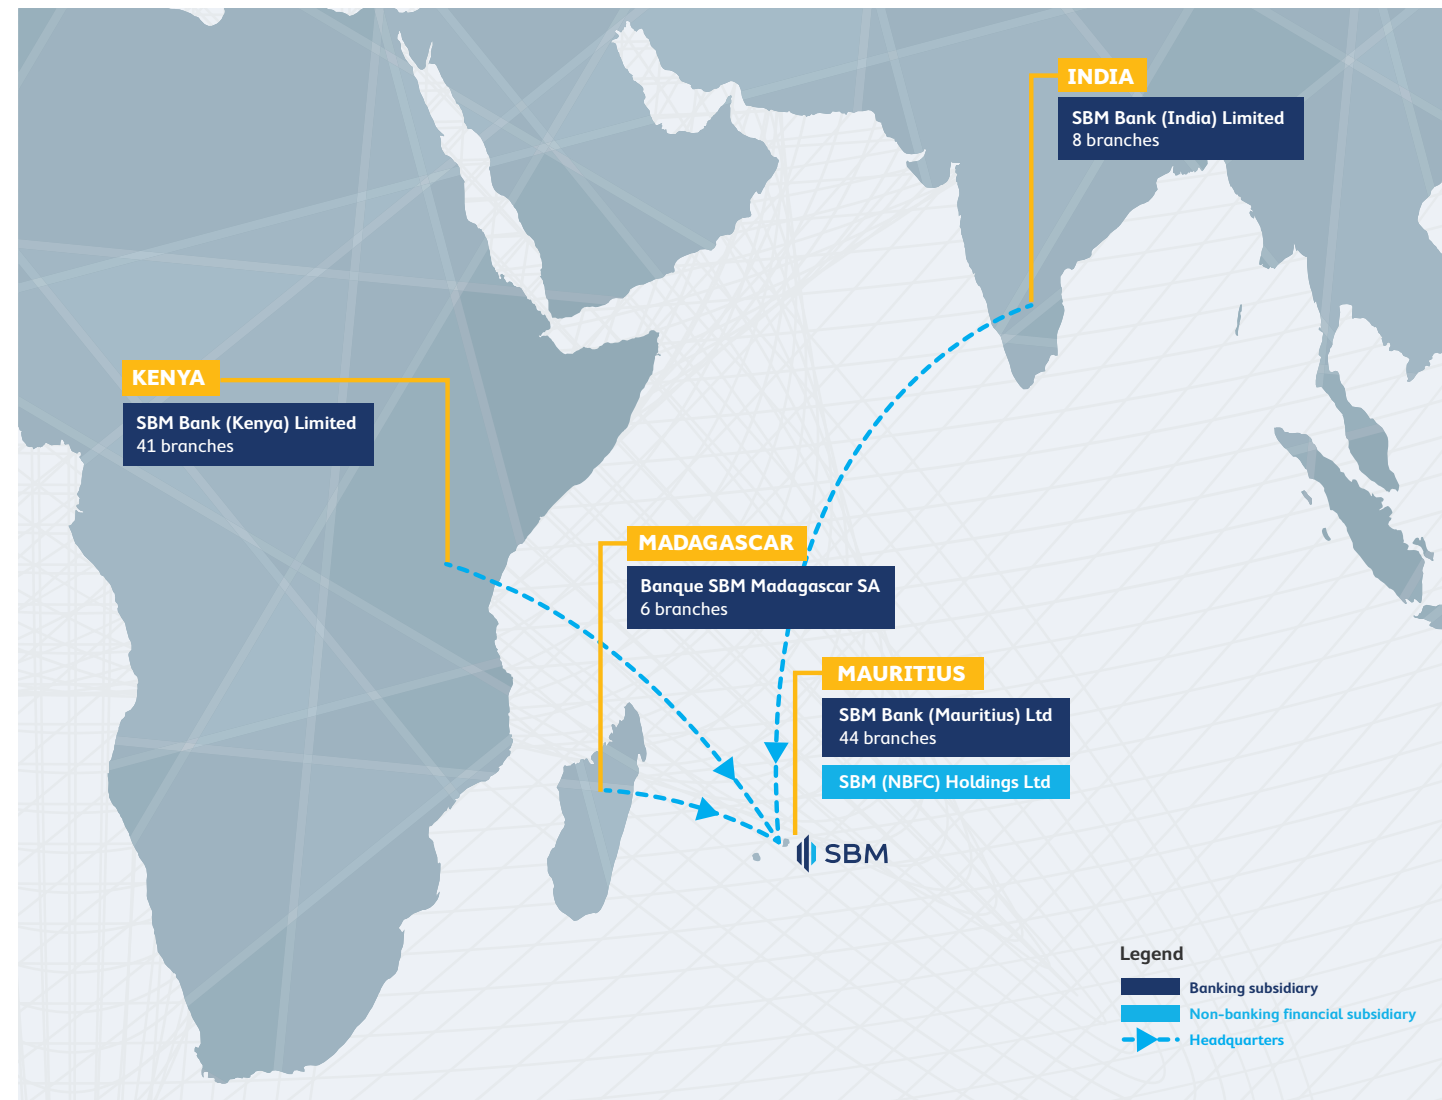 INDIA
SBM Bank (India) Limited
8 branches
KENYA
SBM Bank (Kenya) Limited
41 branches
MADAGASCAR
Banque SBM Madagascar SA
6 branches
MAURITIUS
SBM Bank (Mauritius) Ltd
44 branches
SBM (NBFC) Holdings Ltd
SBM
Legend
Banking subsidiary
Non-banking financial subsidiary
Headquarters